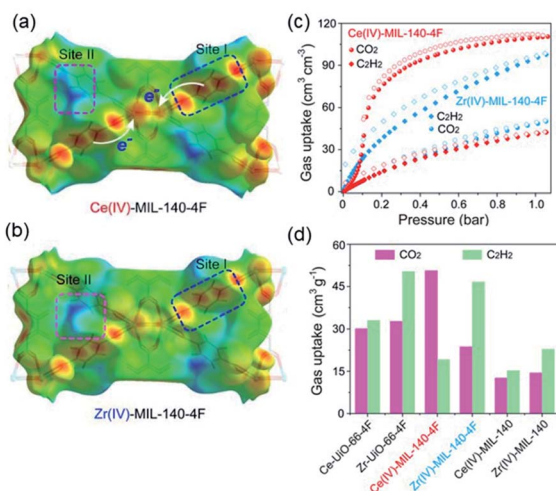 (a)
Site II
Site I
e⁻
e⁻
Ce(IV)-MIL-140-4F
(b)
Site II
Site I
Zr(IV)-MIL-140-4F
(c)
Gas uptake (cm³ cm⁻³)
120
90
60
30
0
Ce(IV)-MIL-140-4F
CO₂
C₂H₂
Zr(IV)-MIL-140-4F
C₂H₂
CO₂
0.0 0.2 0.4 0.6 0.8 1.0
Pressure (bar)
(d)
Gas uptake (cm³ g⁻¹)
60
45
30
15
0
CO₂ C₂H₂
Ce-UiO-66-4F
Zr-UiO-66-4F
Ce(IV)-MIL-140-4F
Zr(IV)-MIL-140-4F
Ce(IV)-MIL-140
Zr(IV)-MIL-140